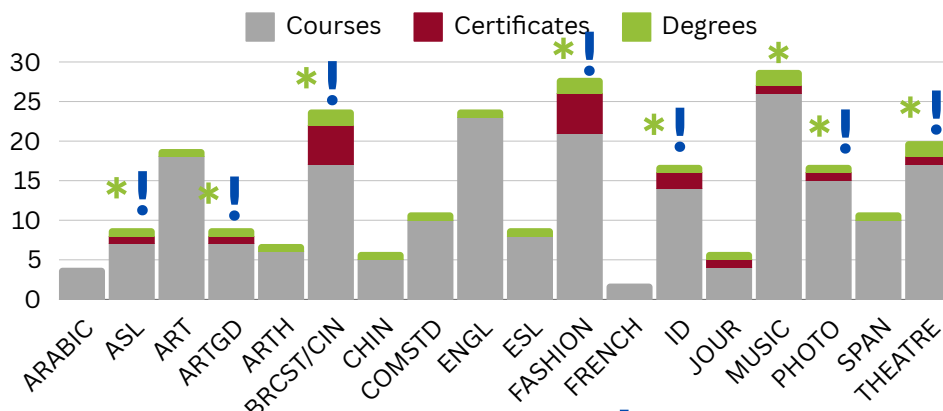 Courses Certificates Degrees
30
25
20
15
10
5
0
ARABIC
ASL
ART
ARTGD
ARTH
BRCST/CIN
CHIN
COMSTD
ENGL
ESL
FASHION
FRENCH
ID
JOUR
MUSIC
PHOTO
SPAN
THEATRE